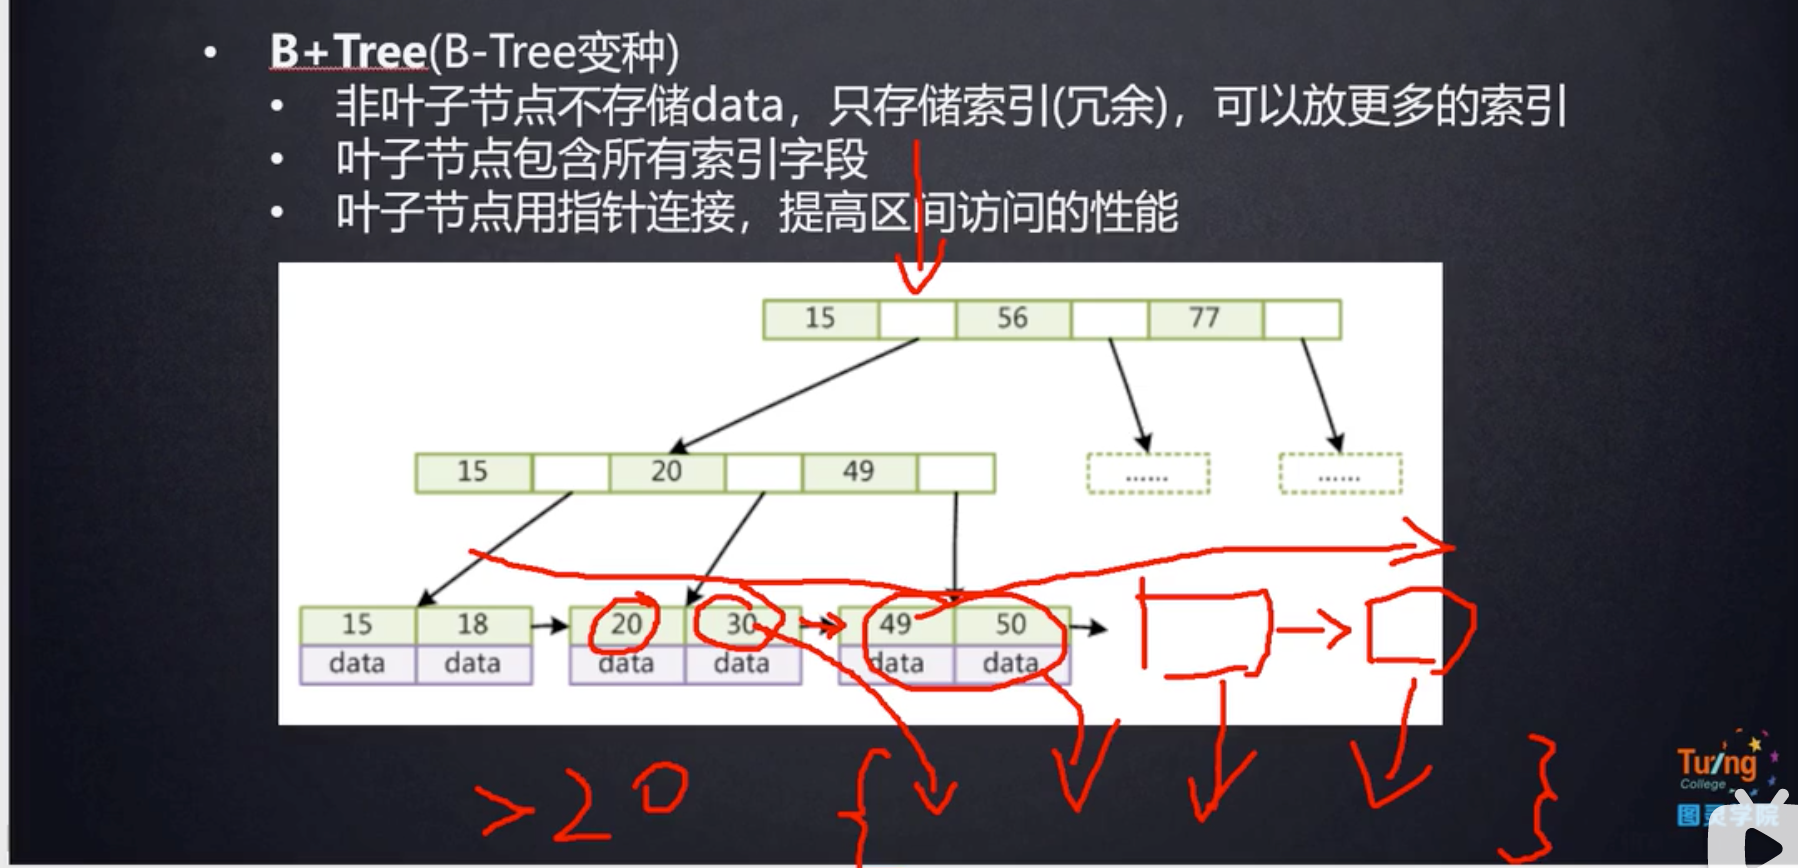 • B+Tree(B-Tree变种)
• 非叶子节点不存储data，只存储索引(冗余)，可以放更多的索引
• 叶子节点包含所有索引字段
• 叶子节点用指针连接，提高区间访问的性能
15 56 77
15 20 49 ...... ......
15 18 20 30 49 50
data data data data data data
>20 { }
Tu/ng
College
图灵学院